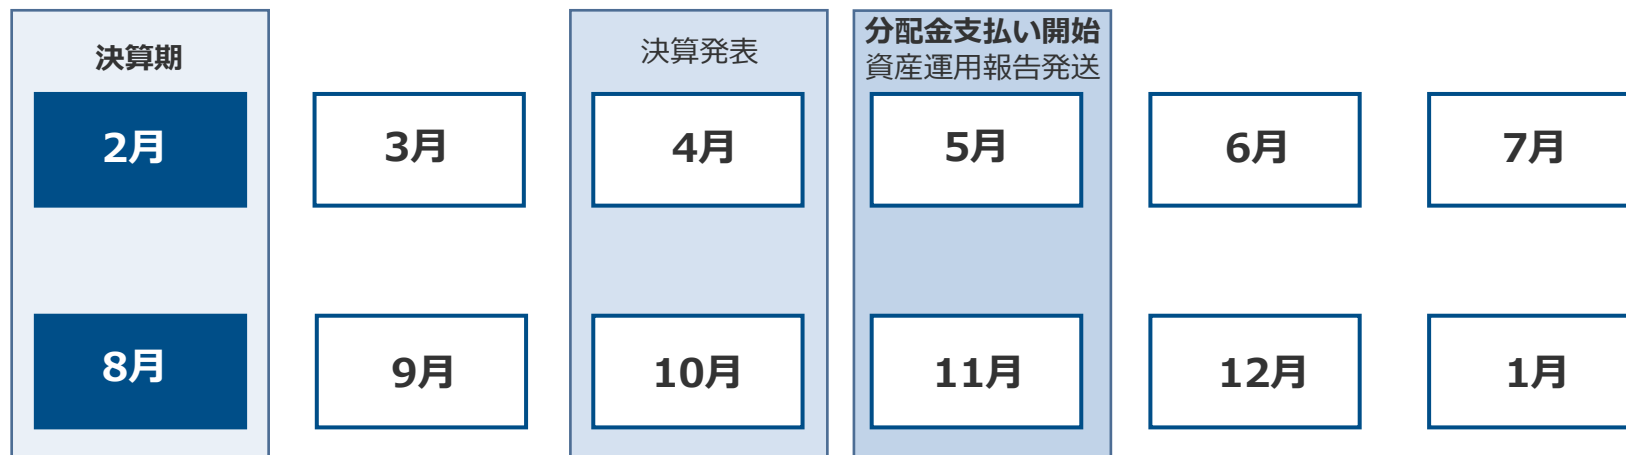 決算期
決算発表
分配金支払い開始
資産運用報告発送
2月
3月
4月
5月
6月
7月
8月
9月
10月
11月
12月
1月